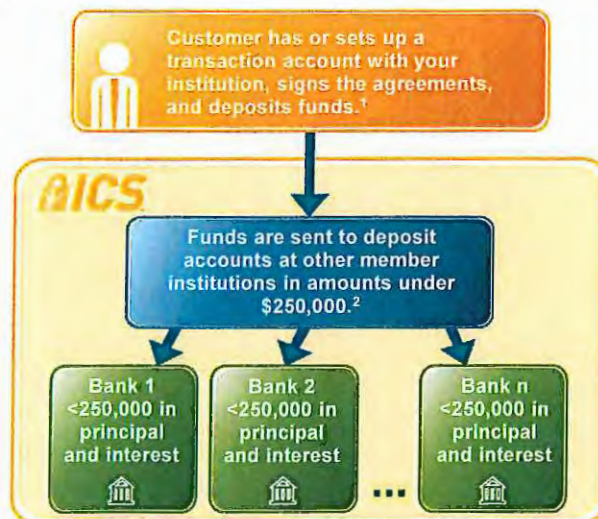 Customer has or sets up a
transaction account with your
institution, signs the agreements,
and deposits funds.¹
ICS
Funds are sent to deposit
accounts at other member
institutions in amounts under
$250,000.²
Bank 1
<250,000 in
principal
and interest
Bank 2
<250,000 in
principal
and interest
...
Bank n
<250,000 in
principal
and interest